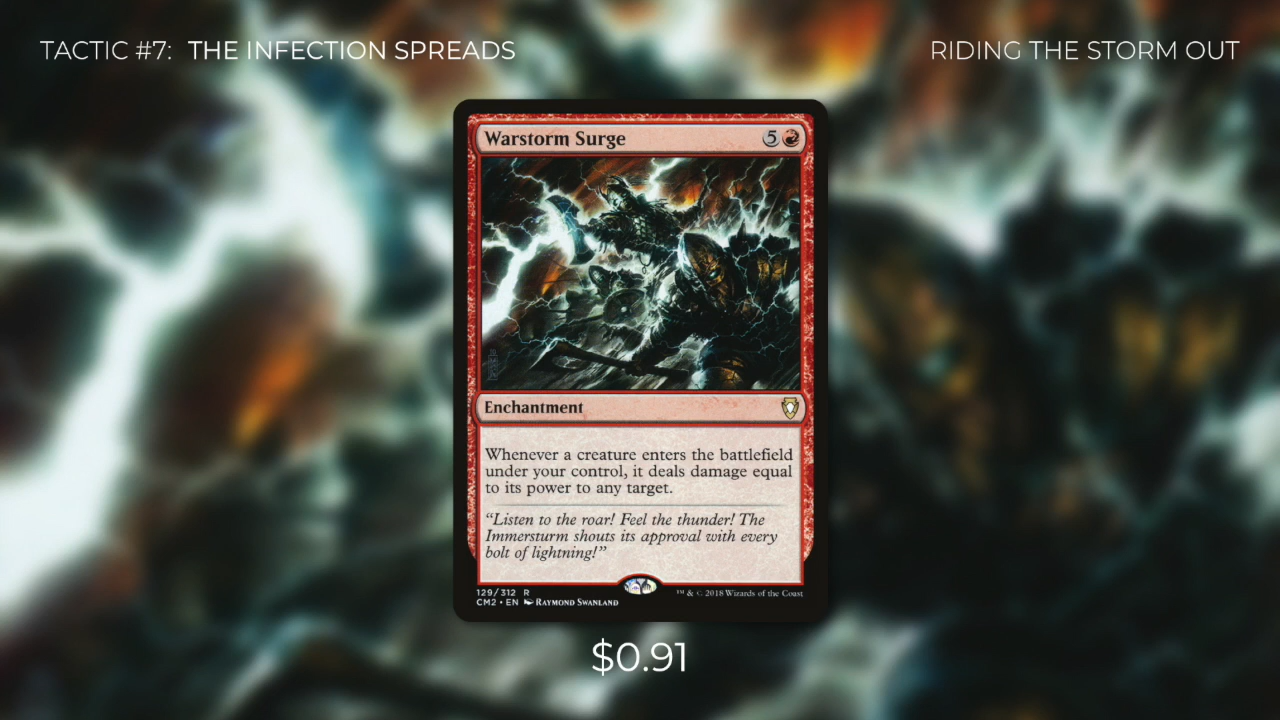 TACTIC #7: THE INFECTION SPREADS
RIDING THE STORM OUT
Warstorm Surge 5
Enchantment
Whenever a creature enters the battlefield
under your control, it deals damage equal
to its power to any target.
“Listen to the roar! Feel the thunder! The
Immersturm shouts its approval with every
bolt of lightning!”
129/312 R
CM2 • EN RAYMOND SWANLAND
™ & © 2018 Wizards of the Coast
$0.91